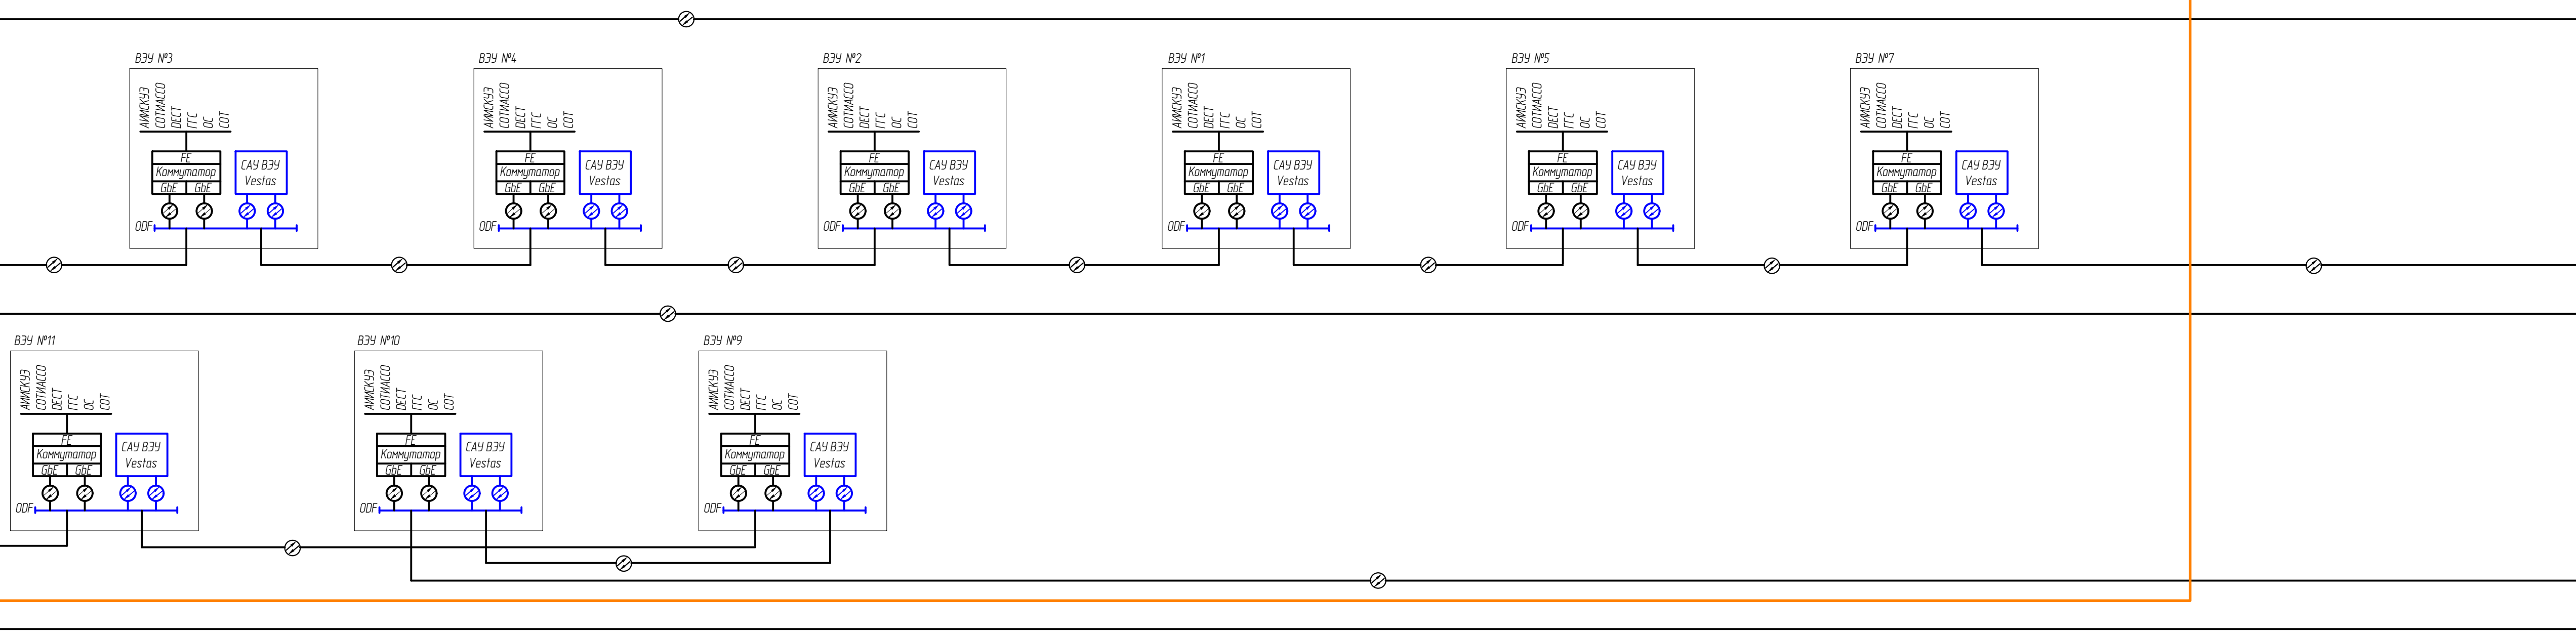 ВЭУ №3
АИИСКУЭ
СОТИАССО
DECT
ГГС
ОС
СОТ
FE
Коммутатор
GbE GbE
САУ ВЭУ
Vestas
ODF
ВЭУ №4
АИИСКУЭ
СОТИАССО
DECT
ГГС
ОС
СОТ
FE
Коммутатор
GbE GbE
САУ ВЭУ
Vestas
ODF
ВЭУ №2
АИИСКУЭ
СОТИАССО
DECT
ГГС
ОС
СОТ
FE
Коммутатор
GbE GbE
САУ ВЭУ
Vestas
ODF
ВЭУ №1
АИИСКУЭ
СОТИАССО
DECT
ГГС
ОС
СОТ
FE
Коммутатор
GbE GbE
САУ ВЭУ
Vestas
ODF
ВЭУ №5
АИИСКУЭ
СОТИАССО
DECT
ГГС
ОС
СОТ
FE
Коммутатор
GbE GbE
САУ ВЭУ
Vestas
ODF
ВЭУ №7
АИИСКУЭ
СОТИАССО
DECT
ГГС
ОС
СОТ
FE
Коммутатор
GbE GbE
САУ ВЭУ
Vestas
ODF
ВЭУ №11
АИИСКУЭ
СОТИАССО
DECT
ГГС
ОС
СОТ
FE
Коммутатор
GbE GbE
САУ ВЭУ
Vestas
ODF
ВЭУ №10
АИИСКУЭ
СОТИАССО
DECT
ГГС
ОС
СОТ
FE
Коммутатор
GbE GbE
САУ ВЭУ
Vestas
ODF
ВЭУ №9
АИИСКУЭ
СОТИАССО
DECT
ГГС
ОС
СОТ
FE
Коммутатор
GbE GbE
САУ ВЭУ
Vestas
ODF